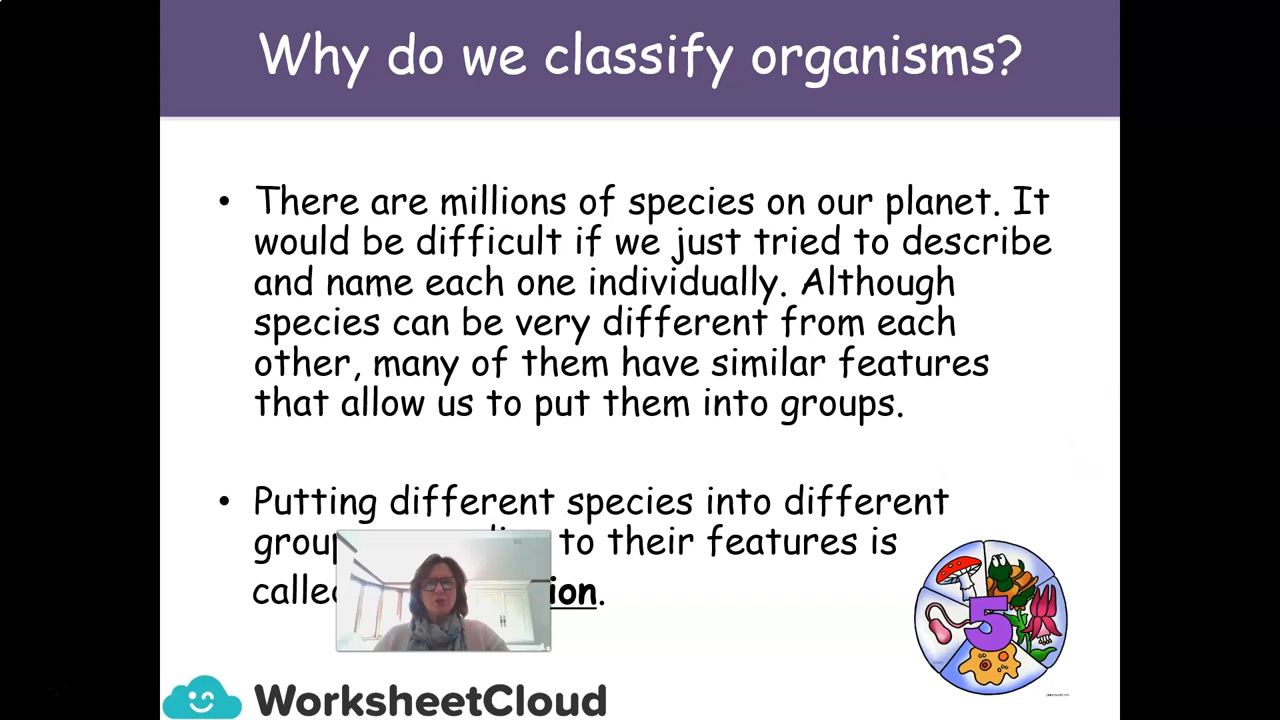 Why do we classify organisms?
• There are millions of species on our planet. It
would be difficult if we just tried to describe
and name each one individually. Although
species can be very different from each
other, many of them have similar features
that allow us to put them into groups.
• Putting different species into different
to their features is
5
WorksheetCloud